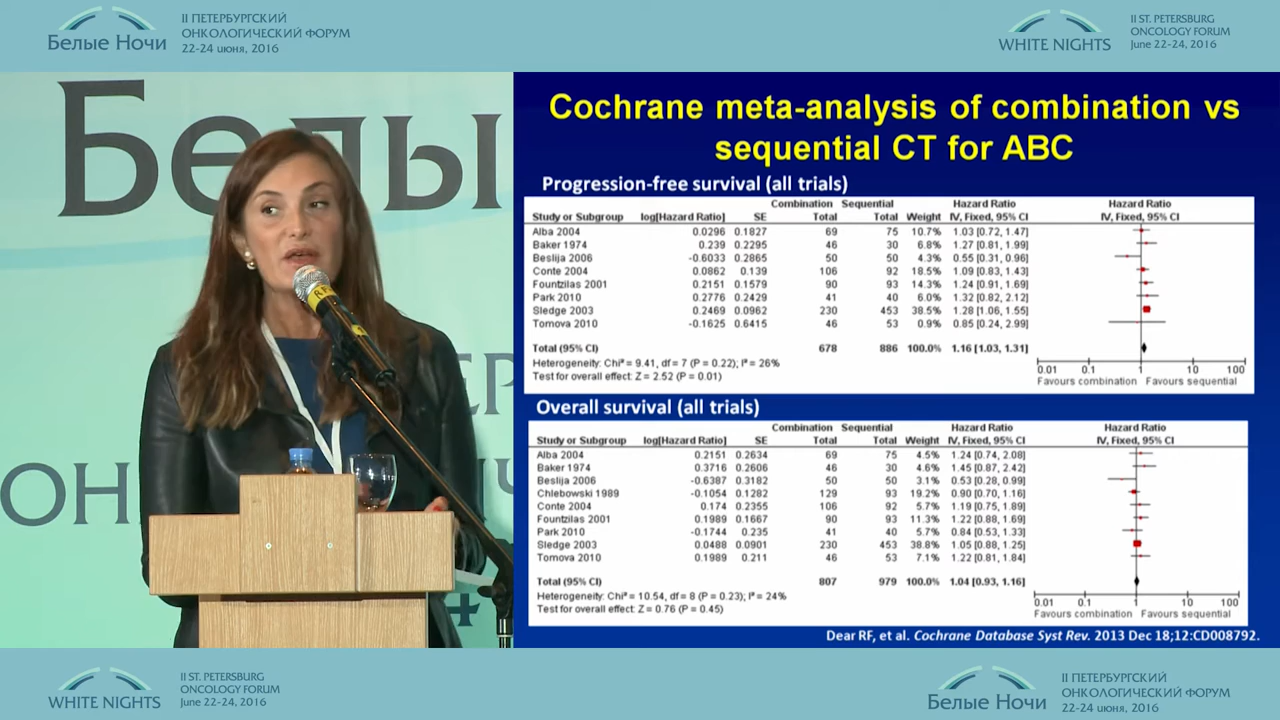 Белые Ночи
II ПЕТЕРБУРГСКИЙ
ОНКОЛОГИЧЕСКИЙ ФОРУМ
22-24 июня, 2016
WHITE NIGHTS
II ST. PETERSBURG
ONCOLOGY FORUM
June 22-24, 2016
Белы
ОН
Cochrane meta-analysis of combination vs
sequential CT for ABC
Progression-free survival (all trials)
Combination Sequential Hazard Ratio Hazard Ratio
Study or Subgroup log[Hazard Ratio] SE Total Total Weight IV, Fixed, 95% CI IV, Fixed, 95% CI
Alba 2004 0.0296 0.1827 69 75 10.7% 1.03 [0.72, 1.47]
Baker 1974 0.239 0.2295 46 30 6.8% 1.27 [0.81, 1.99]
Beslija 2006 -0.6033 0.2865 50 50 4.3% 0.55 [0.31, 0.96]
Conte 2004 0.0862 0.139 106 92 18.5% 1.09 [0.83, 1.43]
Fountzilas 2001 0.2151 0.1579 90 93 14.3% 1.24 [0.91, 1.69]
Park 2010 0.2776 0.2429 41 40 6.0% 1.32 [0.82, 2.12]
Sledge 2003 0.2469 0.0962 230 453 38.5% 1.28 [1.06, 1.55]
Tomova 2010 -0.1625 0.6415 46 53 0.9% 0.85 [0.24, 2.99]
Total (95% CI) 678 886 100.0% 1.16 [1.03, 1.31]
Heterogeneity: Chi² = 9.41, df = 7 (P = 0.22); I² = 26%
Test for overall effect: Z = 2.52 (P = 0.01)
0.01 0.1 1 10 100
Favours combination Favours sequential
Overall survival (all trials)
Combination Sequential Hazard Ratio Hazard Ratio
Study or Subgroup log[Hazard Ratio] SE Total Total Weight IV, Fixed, 95% CI IV, Fixed, 95% CI
Alba 2004 0.2151 0.2634 69 75 4.5% 1.24 [0.74, 2.08]
Baker 1974 0.3716 0.2606 46 30 4.6% 1.45 [0.87, 2.42]
Beslija 2006 -0.6387 0.3182 50 50 3.1% 0.53 [0.28, 0.99]
Chlebowski 1989 -0.1054 0.1282 129 93 19.2% 0.90 [0.70, 1.16]
Conte 2004 0.174 0.2355 106 92 5.7% 1.19 [0.75, 1.89]
Fountzilas 2001 0.1989 0.1667 90 93 11.3% 1.22 [0.88, 1.69]
Park 2010 -0.1744 0.235 41 40 5.7% 0.84 [0.53, 1.33]
Sledge 2003 0.0488 0.0901 230 453 38.8% 1.05 [0.88, 1.25]
Tomova 2010 0.1989 0.211 46 53 7.1% 1.22 [0.81, 1.84]
Total (95% CI) 807 979 100.0% 1.04 [0.93, 1.16]
Heterogeneity: Chi² = 10.54, df = 8 (P = 0.23); I² = 24%
Test for overall effect: Z = 0.76 (P = 0.45)
0.01 0.1 1 10 100
Favours combination Favours sequential
Dear RF, et al. Cochrane Database Syst Rev. 2013 Dec 18;12:CD008792.
WHITE NIGHTS
II ST. PETERSBURG
ONCOLOGY FORUM
June 22-24, 2016
Белые Ночи
II ПЕТЕРБУРГСКИЙ
ОНКОЛОГИЧЕСКИЙ ФОРУМ
22-24 июня, 2016